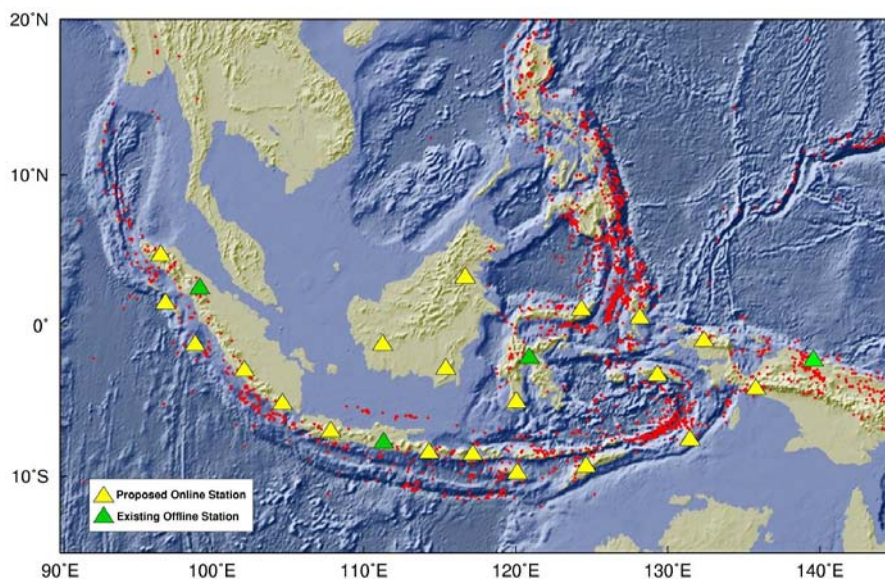 20°N
10°N
0°
10°S
Proposed Online Station
Existing Offline Station
90°E 100°E 110°E 120°E 130°E 140°E